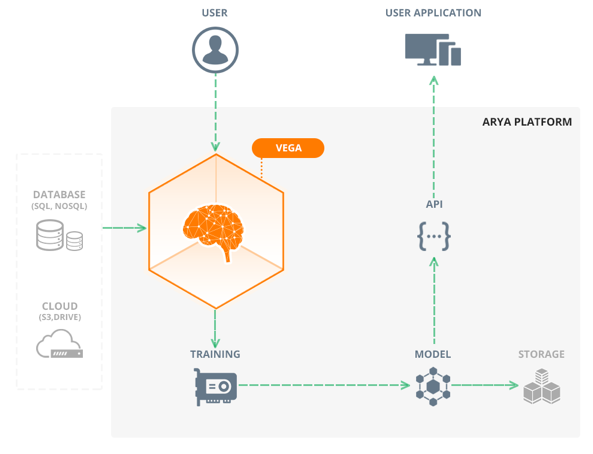 USER
USER APPLICATION
ARYA PLATFORM
VEGA
DATABASE
(SQL, NOSQL)
API
{...}
CLOUD
(S3,DRIVE)
TRAINING
MODEL
STORAGE